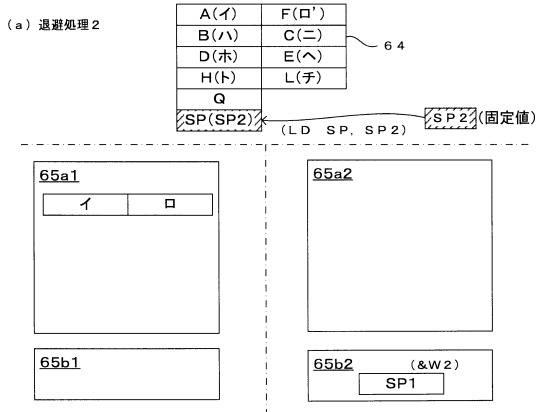 (a) 退避処理2
A(イ) F(ロ')
B(ハ) C(ニ)
D(ホ) E(ヘ)
H(ト) L(チ)
Q
SP(SP2)
64
(LD SP, SP2)
SP2 (固定値)
65a1
イ ロ
65a2
65b1
65b2 (&W2)
SP1